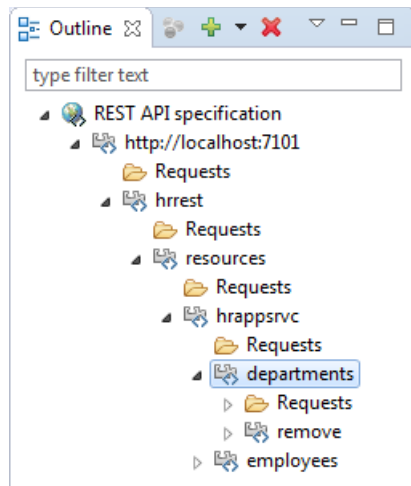 Outline
type filter text
REST API specification
http://localhost:7101
Requests
hrrest
Requests
resources
Requests
hrappsrvc
Requests
departments
Requests
remove
employees